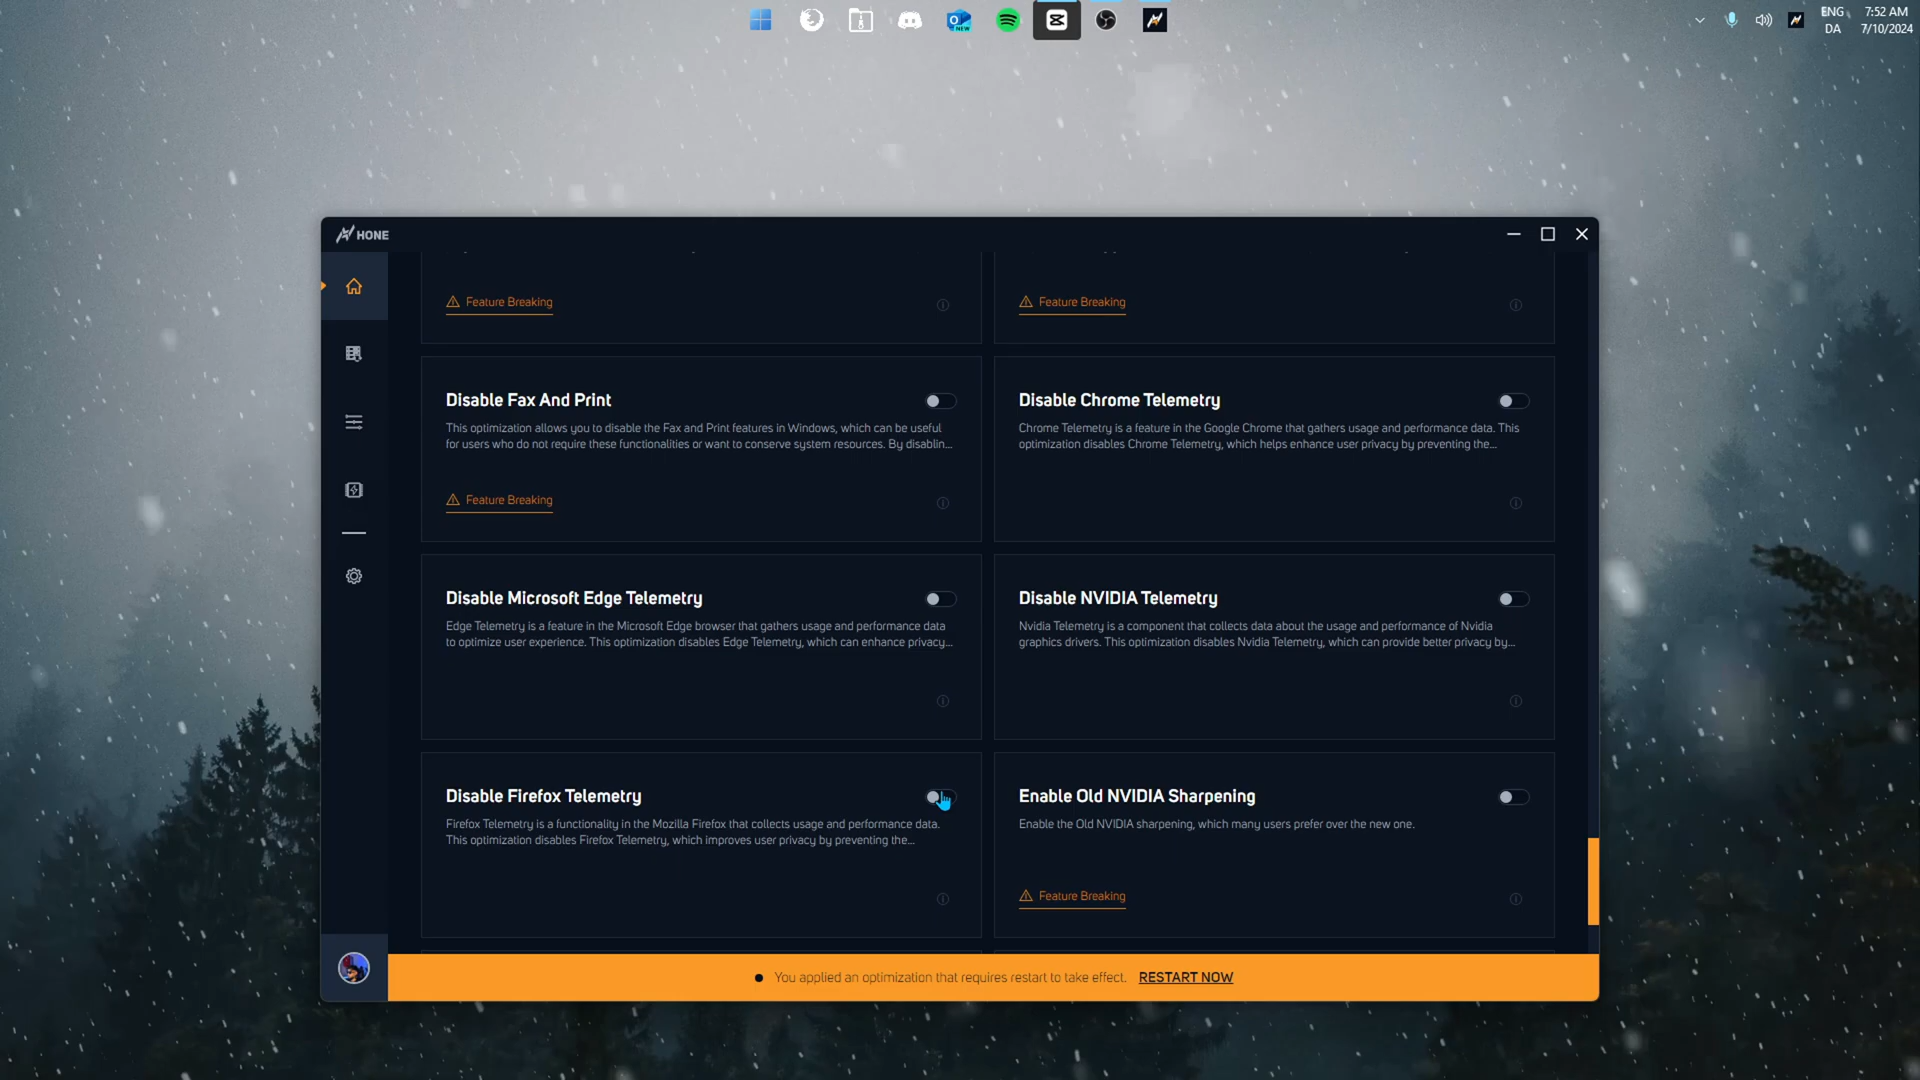 ENG
DA
7:52 AM
7/10/2024
NEW
HONE
Feature Breaking
Feature Breaking
Disable Fax And Print
This optimization allows you to disable the Fax and Print features in Windows, which can be useful
for users who do not require these functionalities or want to conserve system resources. By disablin...
Feature Breaking
Disable Chrome Telemetry
Chrome Telemetry is a feature in the Google Chrome that gathers usage and performance data. This
optimization disables Chrome Telemetry, which helps enhance user privacy by preventing the...
Disable Microsoft Edge Telemetry
Edge Telemetry is a feature in the Microsoft Edge browser that gathers usage and performance data
to optimize user experience. This optimization disables Edge Telemetry, which can enhance privacy...
Disable NVIDIA Telemetry
Nvidia Telemetry is a component that collects data about the usage and performance of Nvidia
graphics drivers. This optimization disables Nvidia Telemetry, which can provide better privacy by...
Disable Firefox Telemetry
Firefox Telemetry is a functionality in the Mozilla Firefox that collects usage and performance data.
This optimization disables Firefox Telemetry, which improves user privacy by preventing the...
Enable Old NVIDIA Sharpening
Enable the Old NVIDIA sharpening, which many users prefer over the new one.
Feature Breaking
You applied an optimization that requires restart to take effect. RESTART NOW